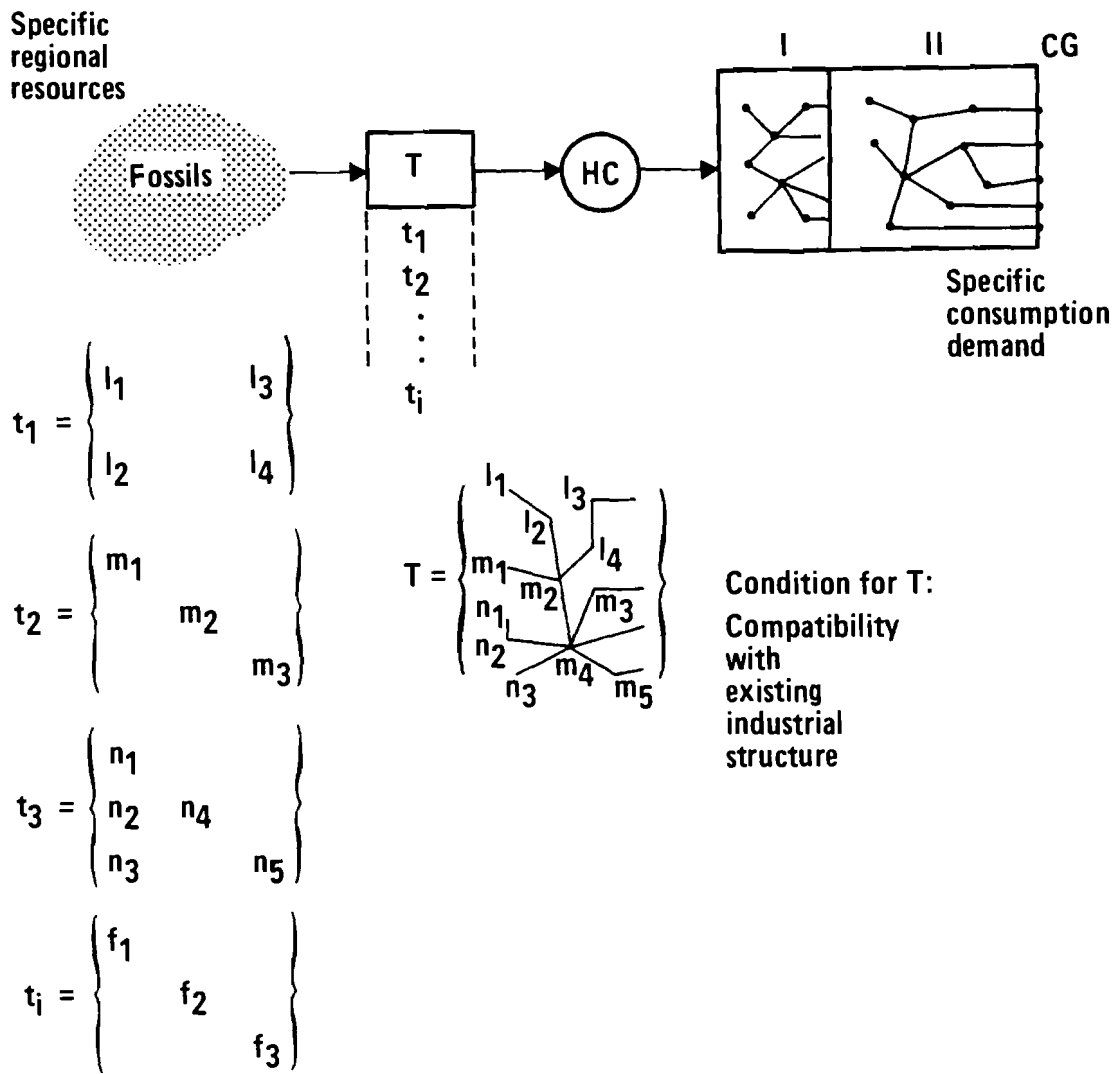 Specific
regional
resources
Fossils
T
HC
I II CG
t1
t2
ti
Specific
consumption
demand
t1 = { l1 l3
l2 l4 }
t2 = { m1
m2
m3 }
t3 = { n1
n2 n4
n3 n5 }
ti = { f1
f2
f3 }
T = { l1 l3
l2
l4
m1
m2
m3
n1
n2
m4
n3 m5 }
Condition for T:
Compatibility
with
existing
industrial
structure